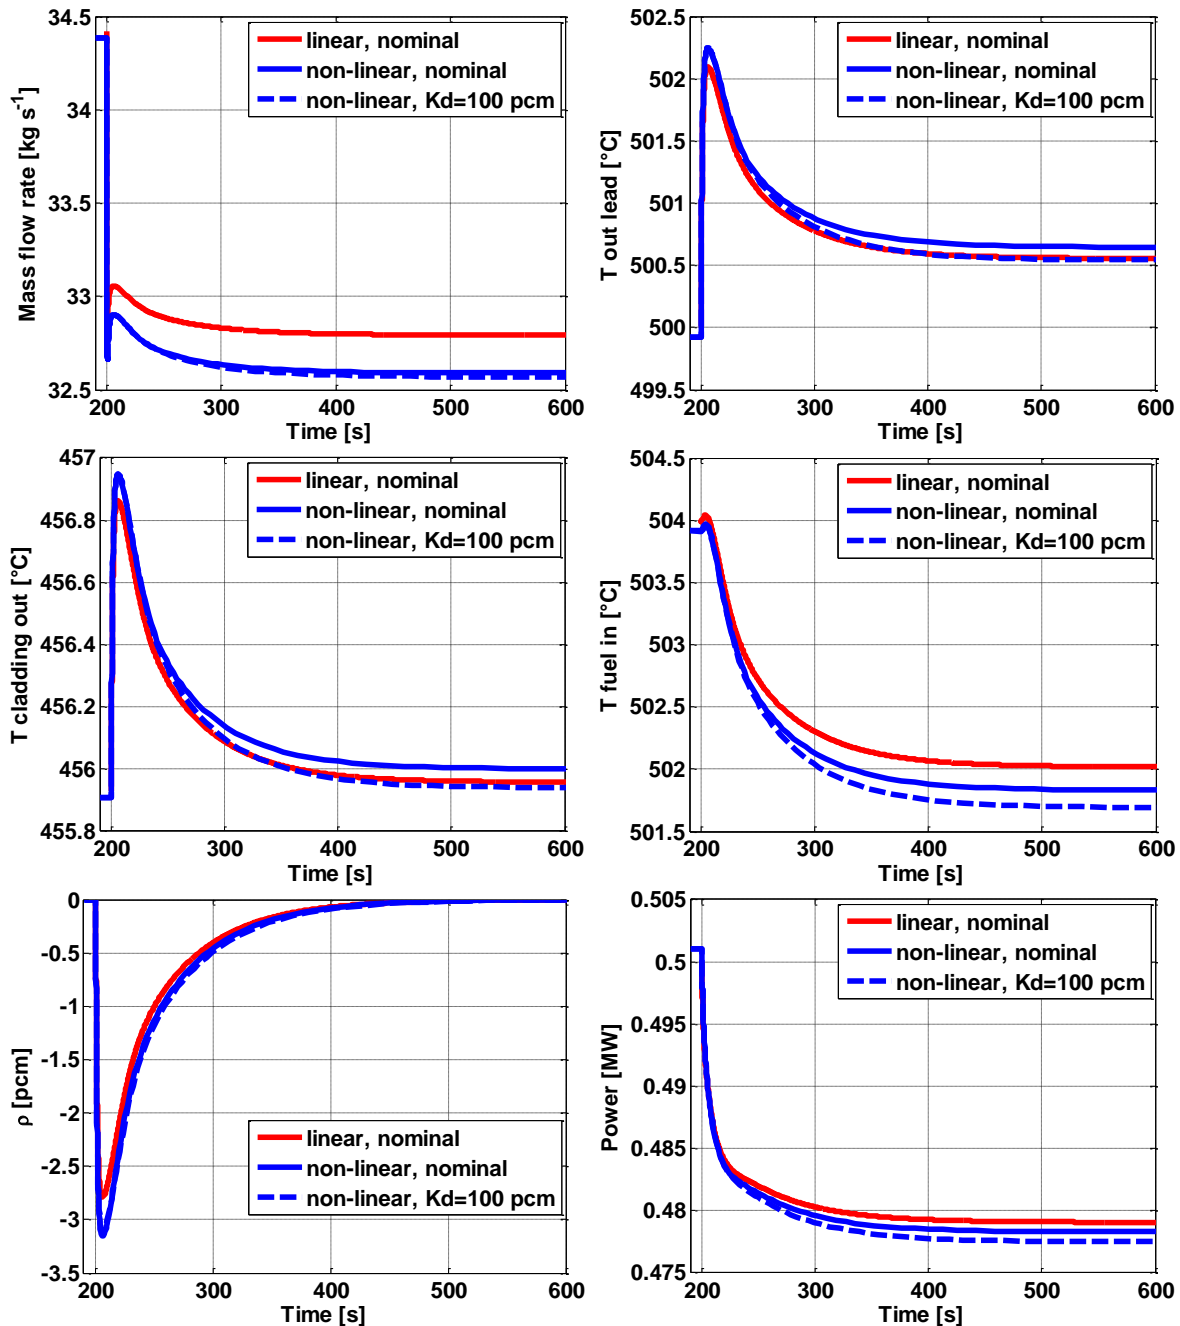 34.5
34
33.5
33
32.5
200 300 400 500 600
Mass flow rate [kg s-1]
Time [s]
linear, nominal
non-linear, nominal
non-linear, Kd=100 pcm
502.5
502
501.5
501
500.5
500
499.5
200 300 400 500 600
T out lead [°C]
Time [s]
linear, nominal
non-linear, nominal
non-linear, Kd=100 pcm
457
456.8
456.6
456.4
456.2
456
455.8
200 300 400 500 600
T cladding out [°C]
Time [s]
linear, nominal
non-linear, nominal
non-linear, Kd=100 pcm
504.5
504
503.5
503
502.5
502
501.5
200 300 400 500 600
T fuel in [°C]
Time [s]
linear, nominal
non-linear, nominal
non-linear, Kd=100 pcm
0
-0.5
-1
-1.5
-2
-2.5
-3
-3.5
200 300 400 500 600
ρ [pcm]
Time [s]
linear, nominal
non-linear, nominal
non-linear, Kd=100 pcm
0.505
0.5
0.495
0.49
0.485
0.48
0.475
200 300 400 500 600
Power [MW]
Time [s]
linear, nominal
non-linear, nominal
non-linear, Kd=100 pcm